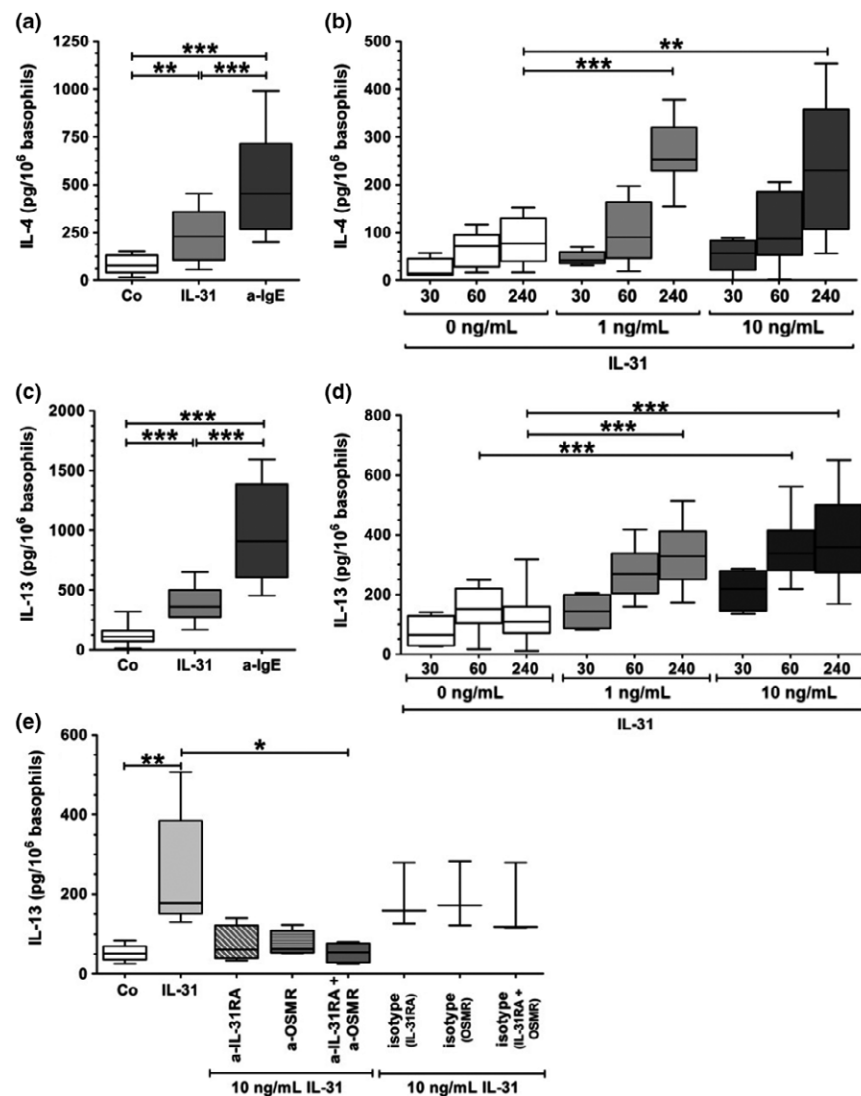 (a)
1250
1000
750
500
250
0
IL-4 (pg/10⁶ basophils)
***
** ***
Co IL-31 a-IgE
(b)
500
400
300
200
100
0
IL-4 (pg/10⁶ basophils)
**
***
30 60 240 30 60 240 30 60 240
0 ng/mL 1 ng/mL 10 ng/mL
IL-31
(c)
2000
1500
1000
500
0
IL-13 (pg/10⁶ basophils)
***
*** ***
Co IL-31 a-IgE
(d)
800
600
400
200
0
IL-13 (pg/10⁶ basophils)
***
***
***
30 60 240 30 60 240 30 60 240
0 ng/mL 1 ng/mL 10 ng/mL
IL-31
(e)
600
400
200
0
IL-13 (pg/10⁶ basophils)
** *
Co IL-31
a-IL-31RA
a-OSMR
a-IL-31RA +
a-OSMR
isotype
(IL-31RA)
isotype
(OSMR)
isotype
(IL-31RA +
OSMR)
10 ng/mL IL-31 10 ng/mL IL-31